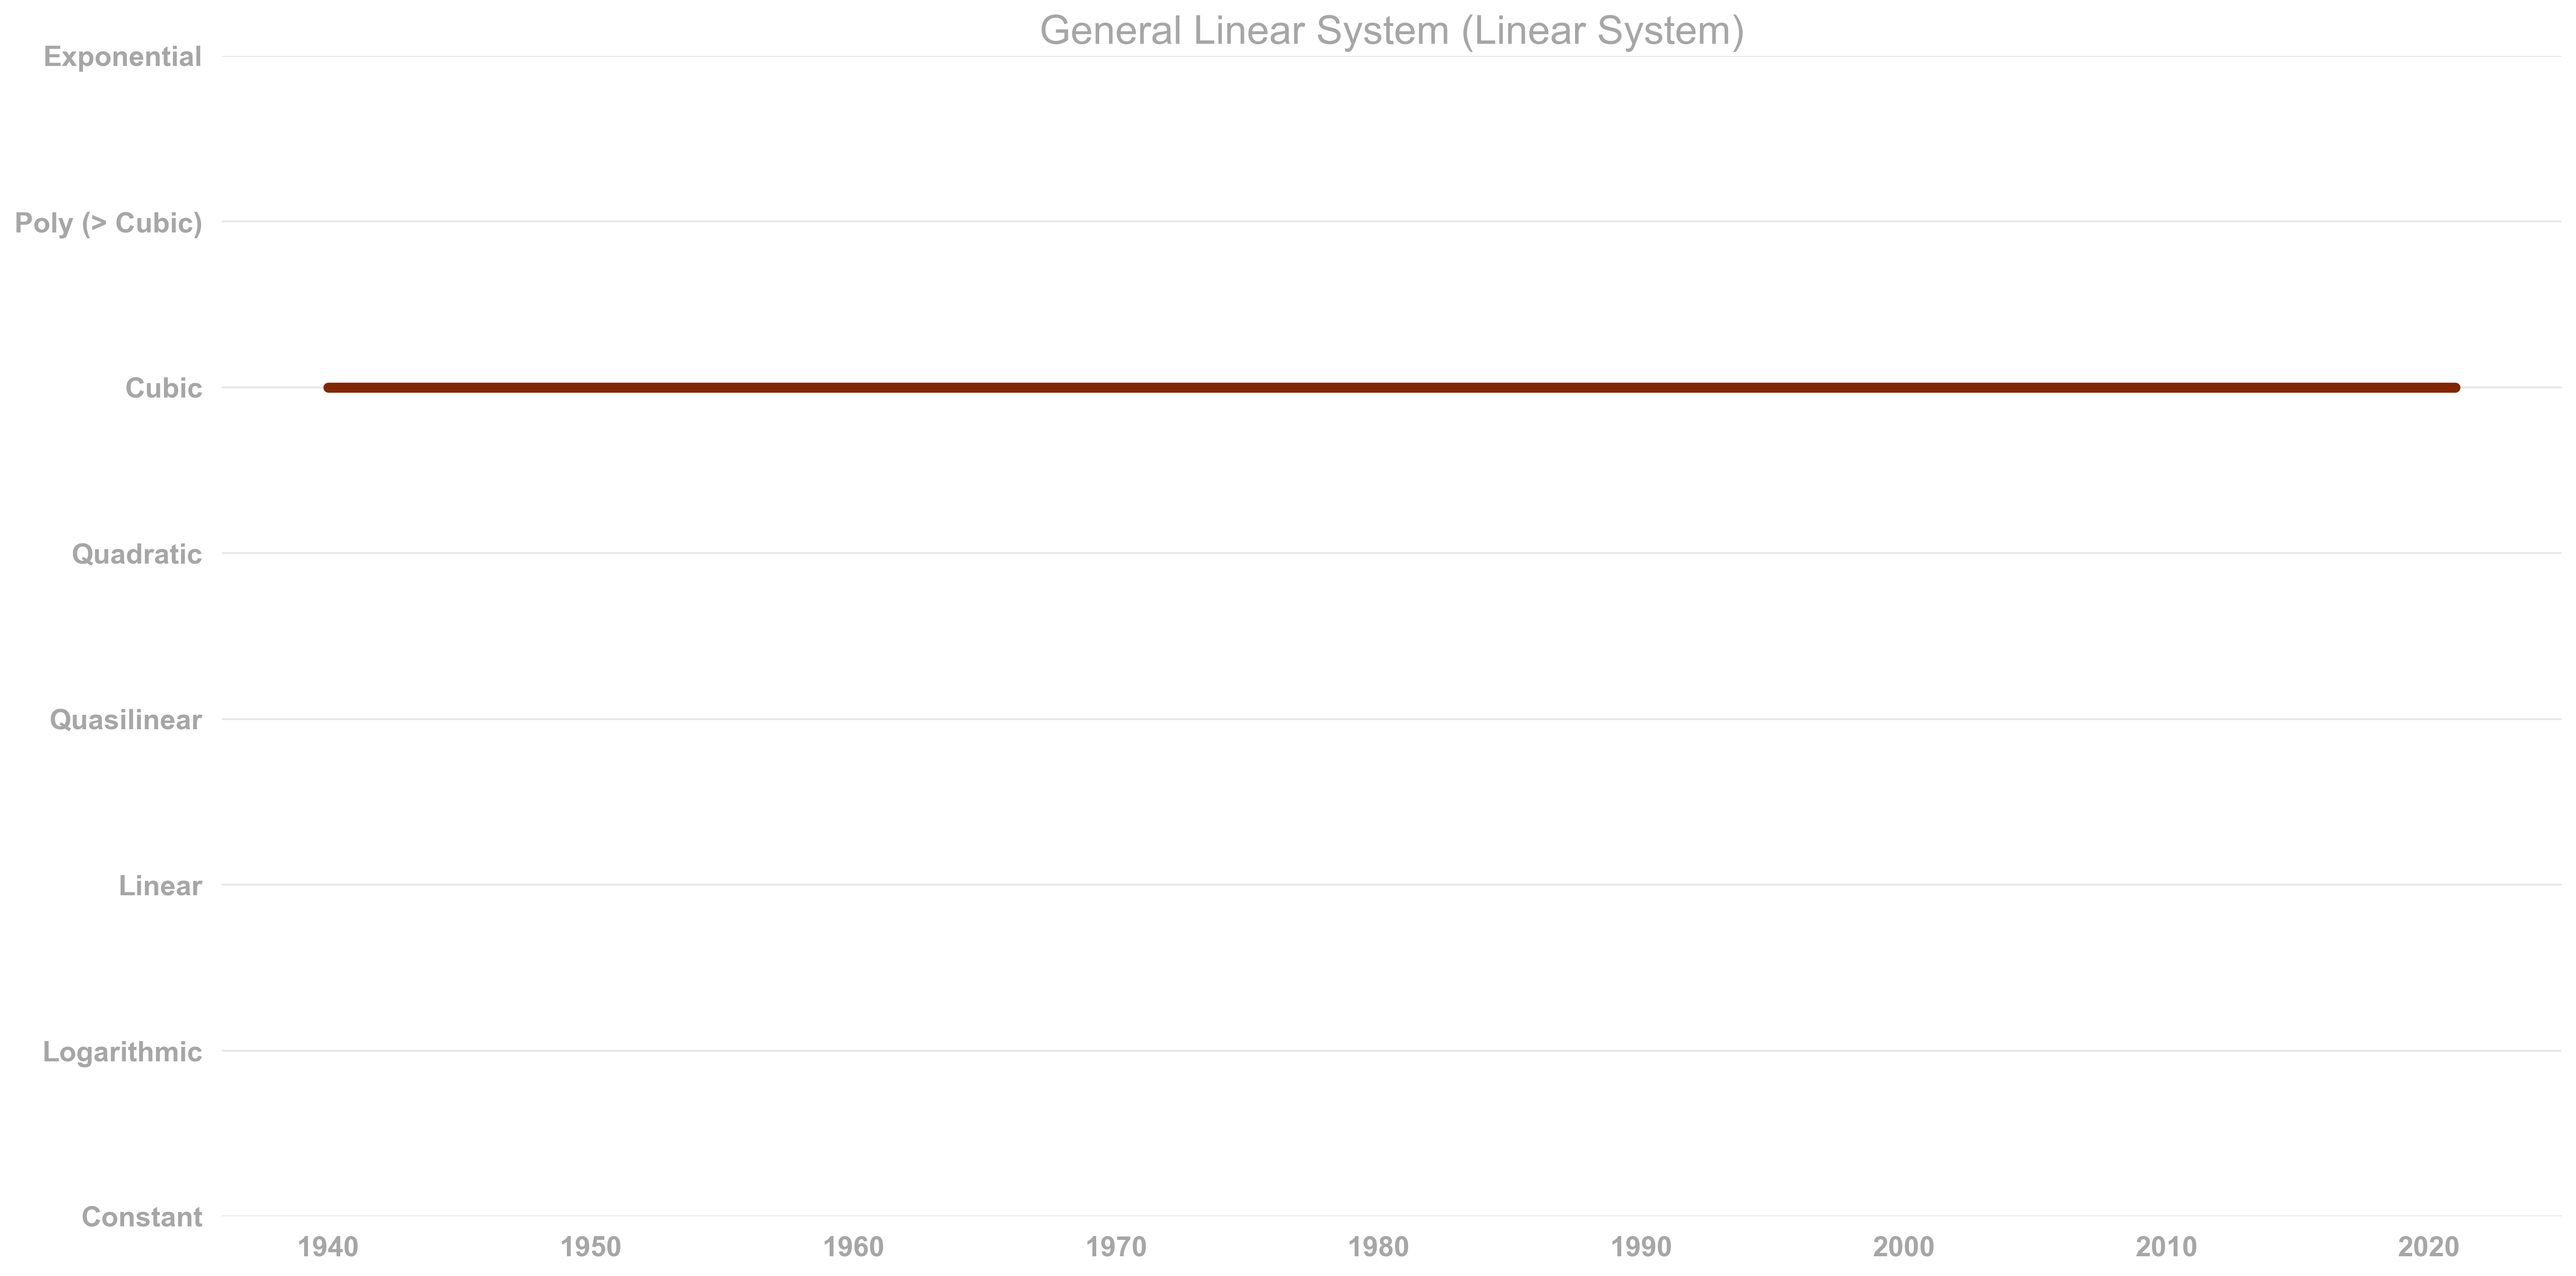 General Linear System (Linear System)
Exponential
Poly (> Cubic)
Cubic
Quadratic
Quasilinear
Linear
Logarithmic
Constant
1940 1950 1960 1970 1980 1990 2000 2010 2020